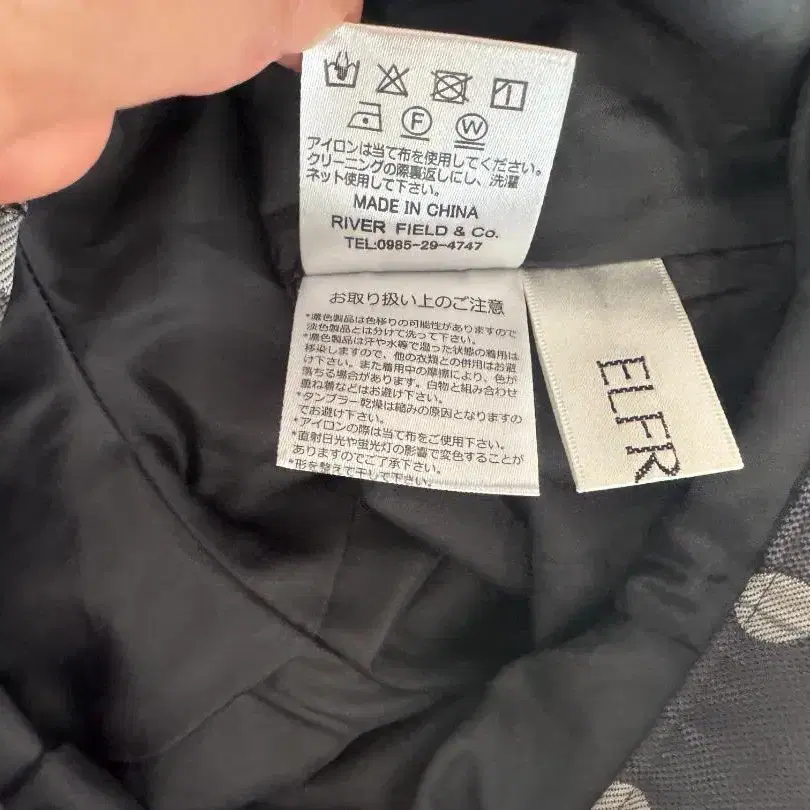 F W
アイロンは当て布を使用してください。
クリーニングの際裏返しにし、洗濯
ネット使用して下さい。
MADE IN CHINA
RIVER FIELD & Co.
TEL:0985-29-4747
お取り扱い上のご注意
*濃色製品は色移りの可能性がありますので
淡色製品とは分けて洗って下さい。
*濃色製品は汗や水等で湿った状態の着用は
移染しますので、他の衣類との併用はお避
け下さい。また着用中の摩擦により、色が
落ちる場合があります。白物と組み合わせ
重ね着などはお避け下さい。
*タンブラー乾燥は縮みの原因となりますの
でお避け下さい。
*アイロンの際は当て布をご使用下さい。
*直射日光や蛍光灯の影響で変色することが
ありますのでご了承下さい。
*形を整えて干して下さい。
ELFR